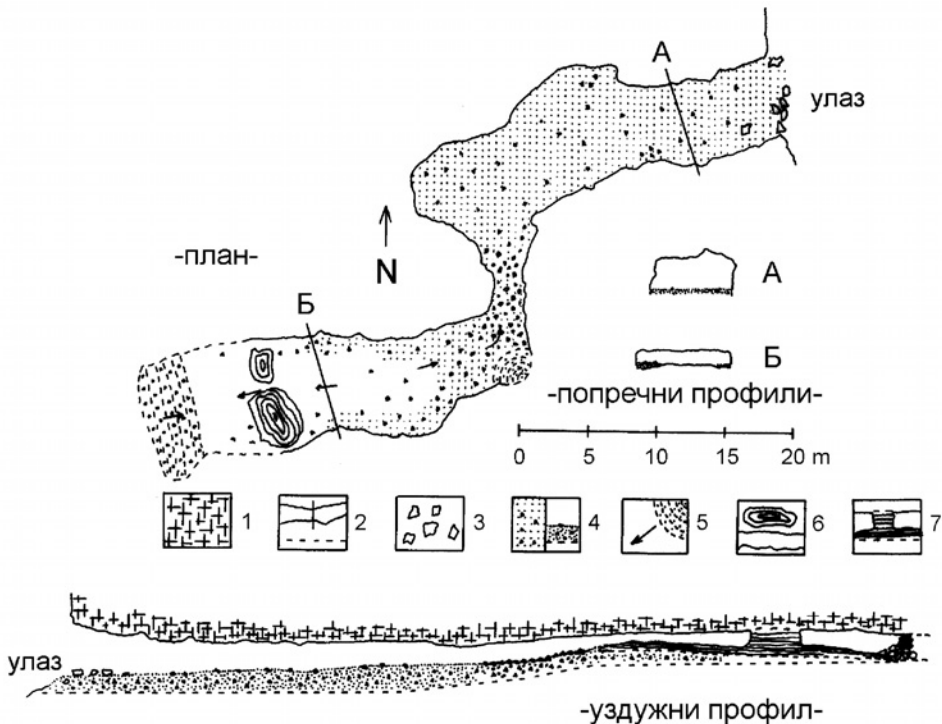 А
улаз
-план-
N
А
Б
Б
-попречни профили-
0 5 10 15 20 m
1 2 3 4 5 6 7
улаз
-уздужни профил-